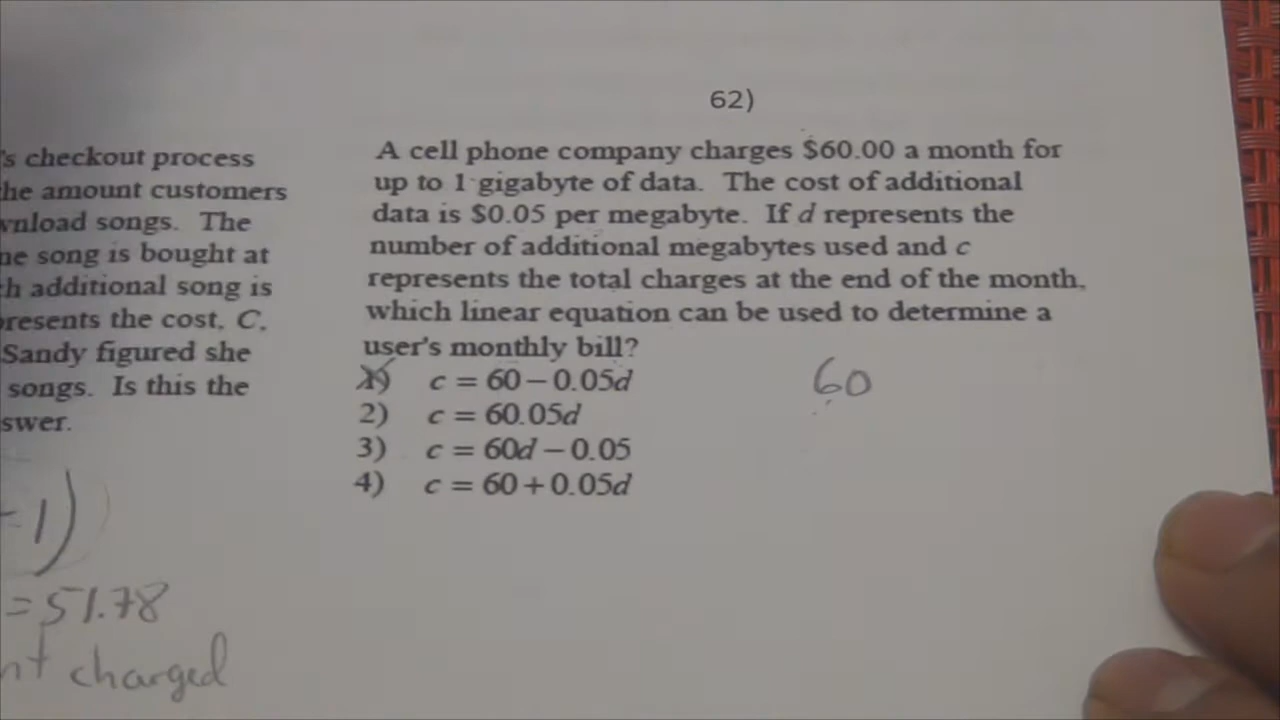 's checkout process
he amount customers
wnload songs. The
ne song is bought at
h additional song is
resents the cost, C,
Sandy figured she
songs. Is this the
swer.
-1)
=51.78
nt charged
62)
A cell phone company charges $60.00 a month for
up to 1 gigabyte of data. The cost of additional
data is $0.05 per megabyte. If d represents the
number of additional megabytes used and c
represents the total charges at the end of the month,
which linear equation can be used to determine a
user's monthly bill?
1) c = 60 − 0.05d
2) c = 60.05d
3) c = 60d − 0.05
4) c = 60 + 0.05d
60